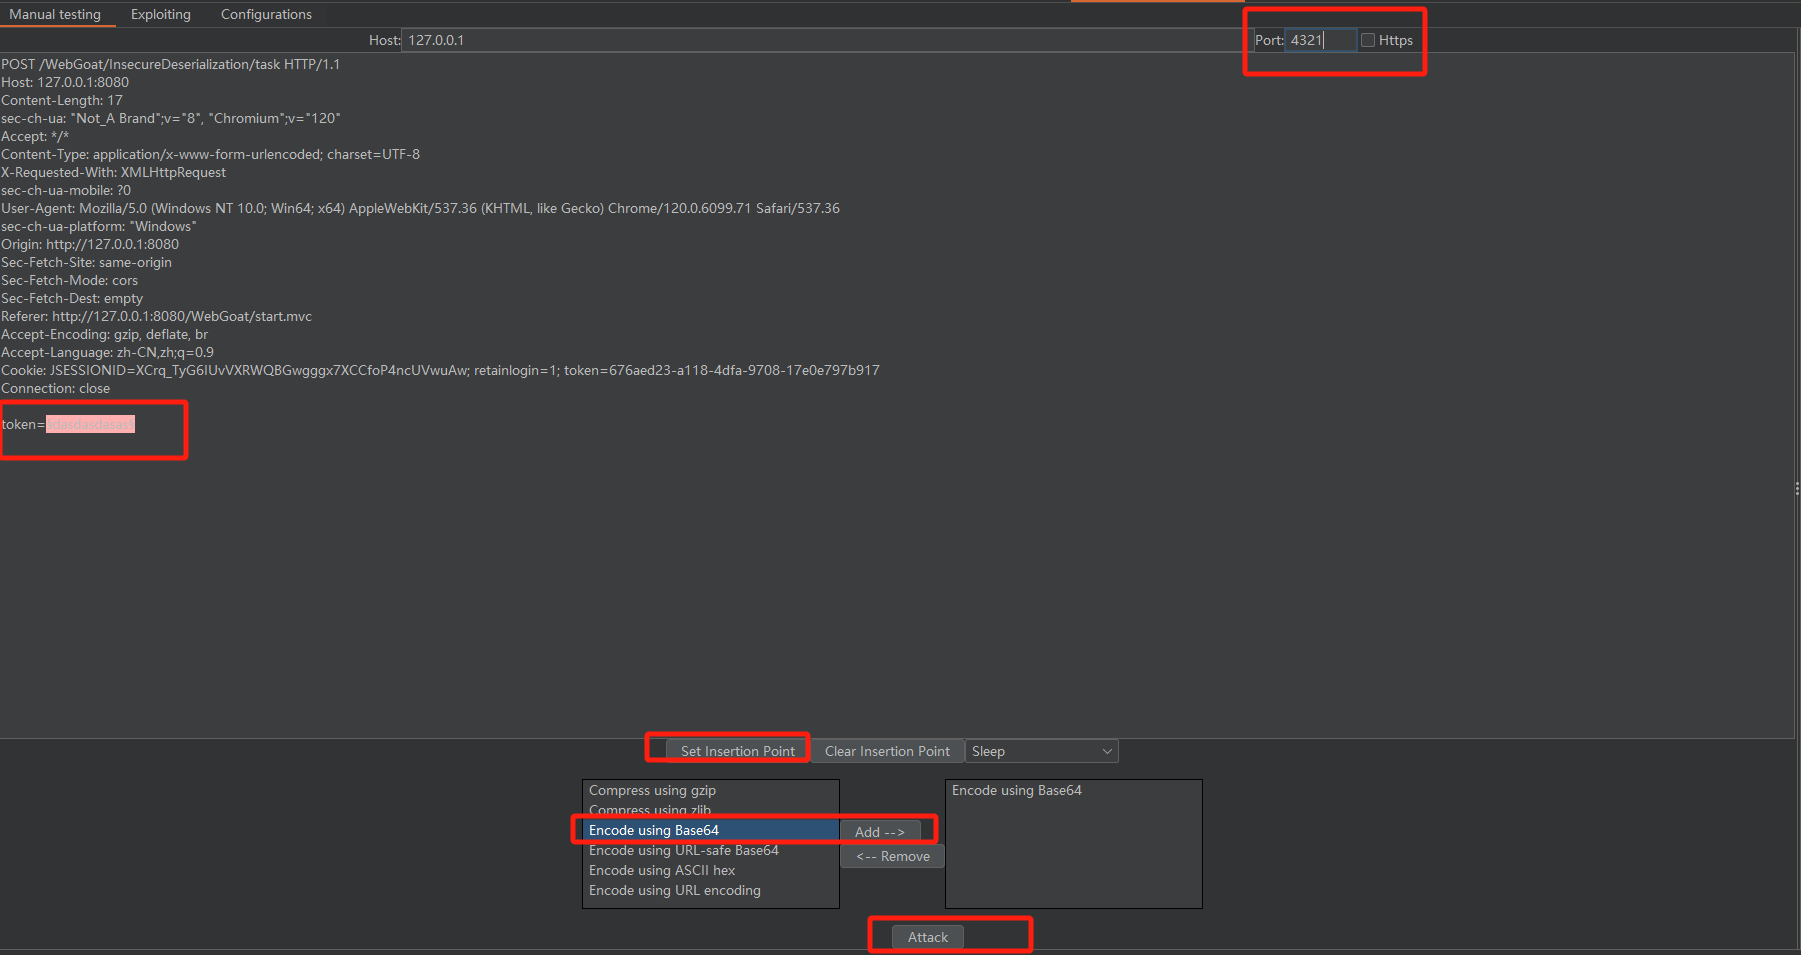 Manual testing Exploiting Configurations
Host: 127.0.0.1 Port: 4321 Https
POST /WebGoat/InsecureDeserialization/task HTTP/1.1
Host: 127.0.0.1:8080
Content-Length: 17
sec-ch-ua: "Not_A Brand";v="8", "Chromium";v="120"
Accept: */*
Content-Type: application/x-www-form-urlencoded; charset=UTF-8
X-Requested-With: XMLHttpRequest
sec-ch-ua-mobile: ?0
User-Agent: Mozilla/5.0 (Windows NT 10.0; Win64; x64) AppleWebKit/537.36 (KHTML, like Gecko) Chrome/120.0.6099.71 Safari/537.36
sec-ch-ua-platform: "Windows"
Origin: http://127.0.0.1:8080
Sec-Fetch-Site: same-origin
Sec-Fetch-Mode: cors
Sec-Fetch-Dest: empty
Referer: http://127.0.0.1:8080/WebGoat/start.mvc
Accept-Encoding: gzip, deflate, br
Accept-Language: zh-CN,zh;q=0.9
Cookie: JSESSIONID=XCrq_TyG6IUvVXRWQBGwgggx7XCCfoP4ncUVwuAw; retainlogin=1; token=676aed23-a118-4dfa-9708-17e0e797b917
Connection: close
token=
Set Insertion Point Clear Insertion Point Sleep
Compress using gzip
Compress using zlib
Encode using Base64
Encode using URL-safe Base64
Encode using ASCII hex
Encode using URL encoding
Add -->
<-- Remove
Encode using Base64
Attack